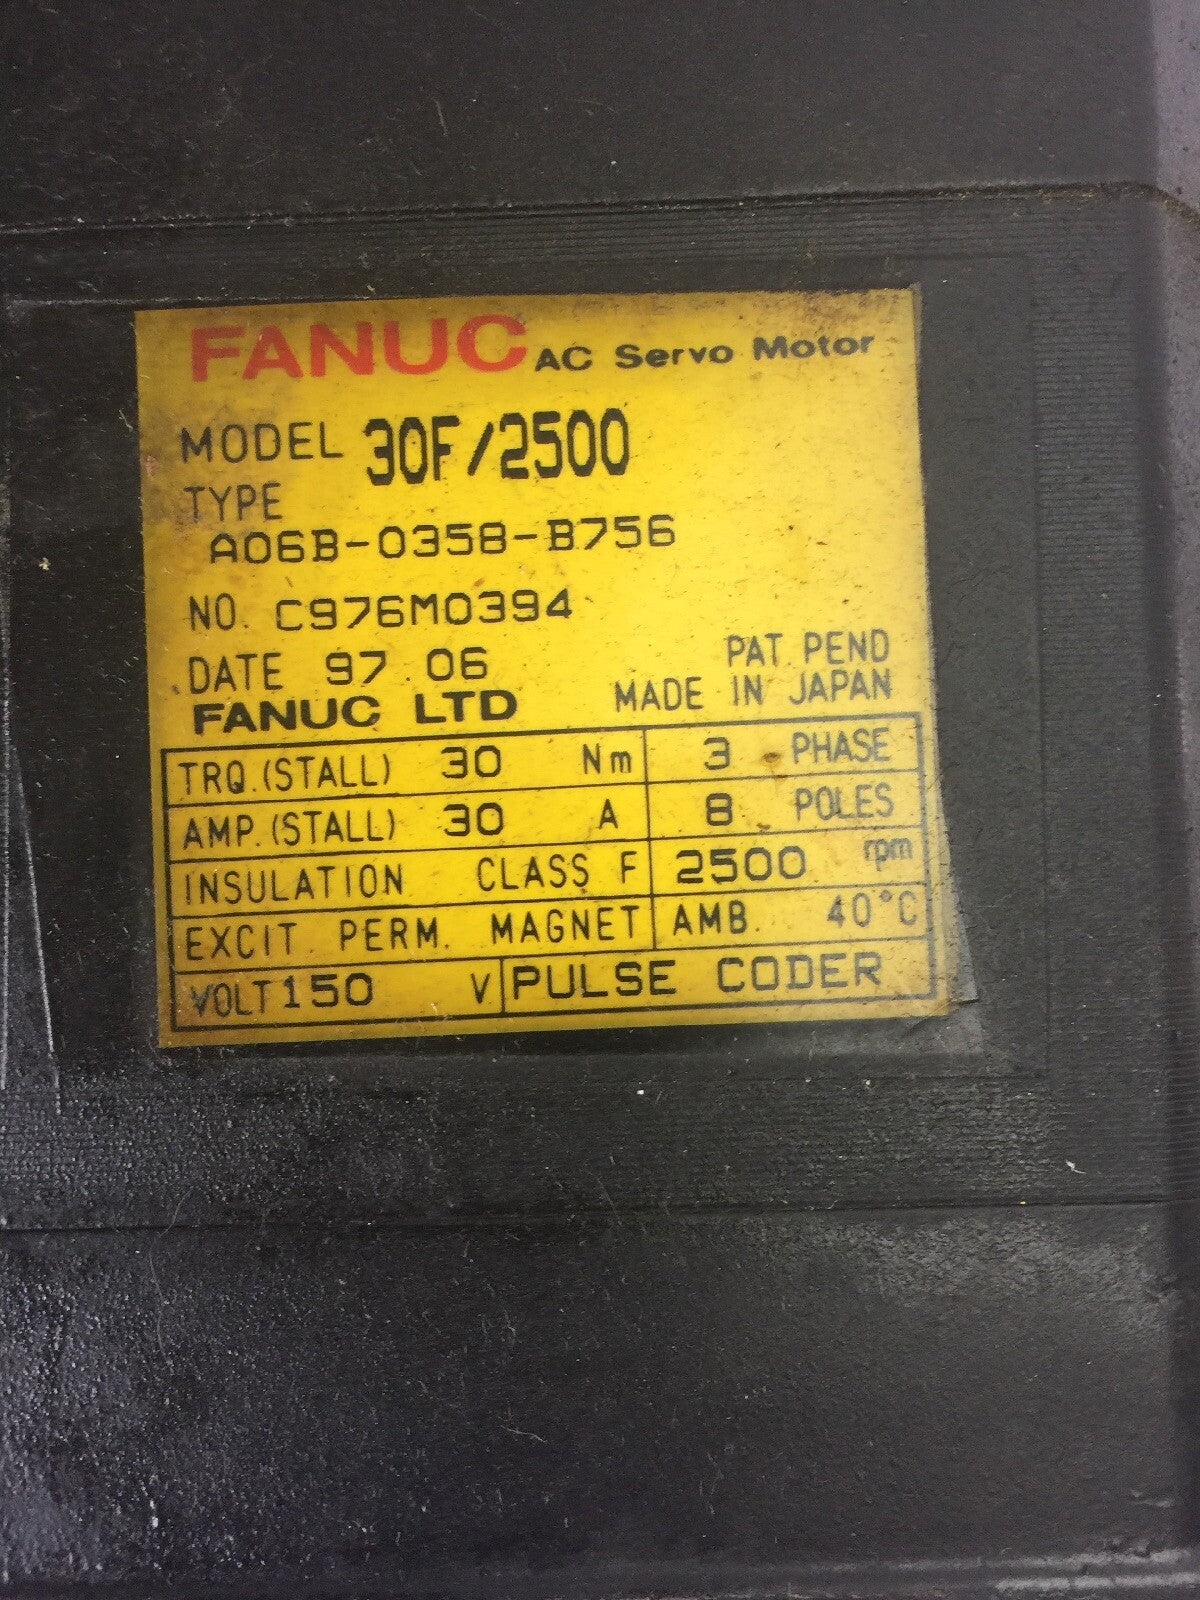 FANUC AC Servo Motor
MODEL 30F/2500
TYPE
A06B-0358-B756
NO. C976M0394
DATE 97.06
PAT. PEND
FANUC LTD
MADE IN JAPAN
TRQ.(STALL) 30 Nm 3 PHASE
AMP.(STALL) 30 A 8 POLES
INSULATION CLASS F 2500 rpm
EXCIT. PERM. MAGNET AMB. 40°C
VOLT 150 V PULSE CODER